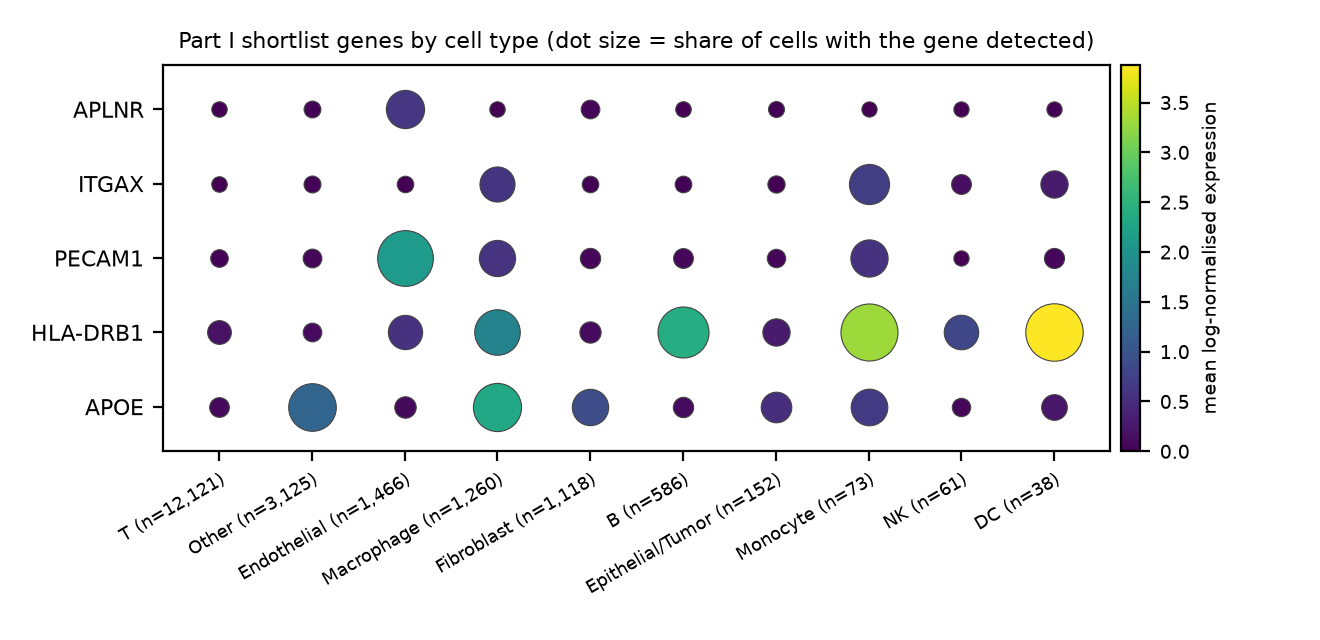 Part I shortlist genes by cell type (dot size = share of cells with the gene detected)
APLNR
ITGAX
PECAM1
HLA-DRB1
APOE
T (n=12,121)
Other (n=3,125)
Endothelial (n=1,466)
Macrophage (n=1,260)
Fibroblast (n=1,118)
B (n=586)
Epithelial/Tumor (n=152)
Monocyte (n=73)
NK (n=61)
DC (n=38)
3.5
3.0
2.5
2.0
1.5
1.0
0.5
0.0
mean log-normalised expression